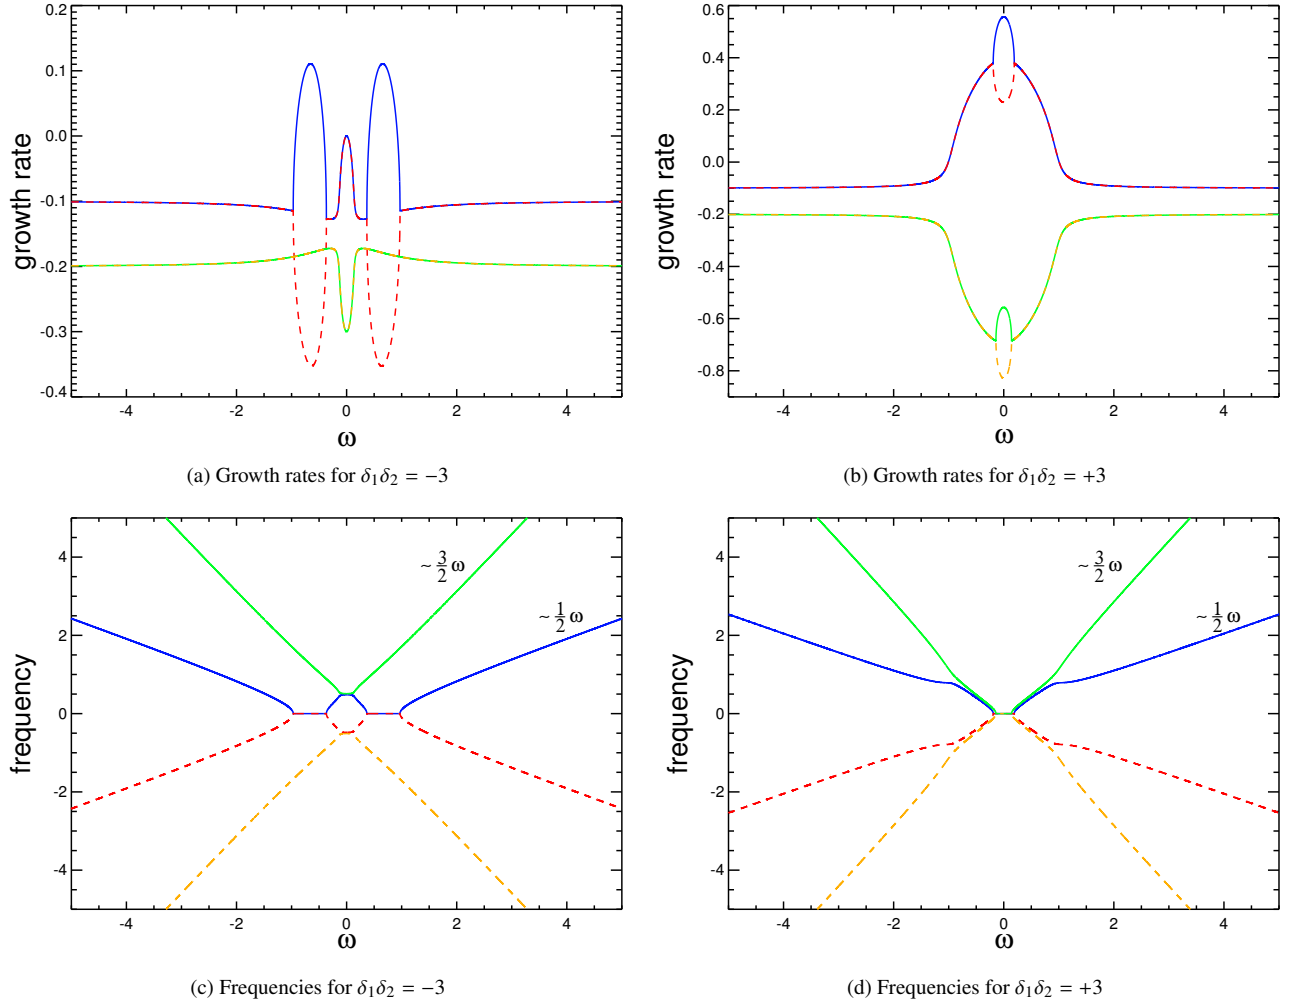 0.2
0.1
0.0
-0.1
-0.2
-0.3
-0.4
growth rate
-4
-2
0
2
4
ω
(a) Growth rates for δ1δ2 = −3
0.6
0.4
0.2
0.0
-0.2
-0.4
-0.6
-0.8
growth rate
-4
-2
0
2
4
ω
(b) Growth rates for δ1δ2 = +3
4
2
0
-2
-4
frequency
~ 3/2 ω
~ 1/2 ω
-4
-2
0
2
4
ω
(c) Frequencies for δ1δ2 = −3
4
2
0
-2
-4
frequency
~ 3/2 ω
~ 1/2 ω
-4
-2
0
2
4
ω
(d) Frequencies for δ1δ2 = +3